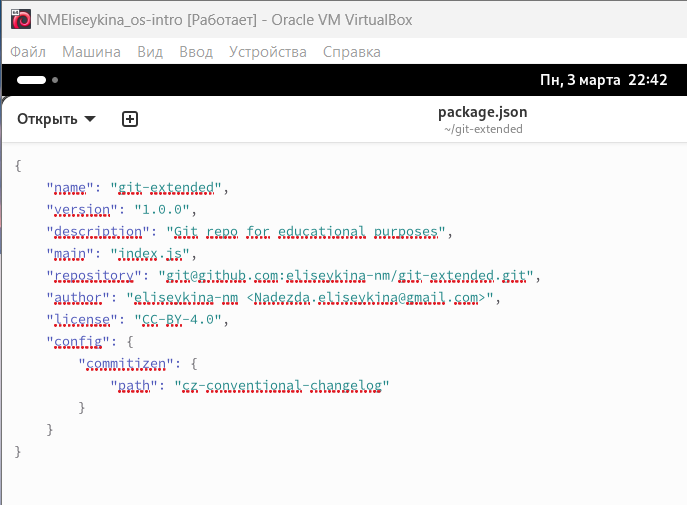 NMEliseykina_os-intro [Работает] - Oracle VM VirtualBox
Файл Машина Вид Ввод Устройства Справка
Пн, 3 марта 22:42
Открыть
package.json
~/git-extended
{
    "name": "git-extended",
    "version": "1.0.0",
    "description": "Git repo for educational purposes",
    "main": "index.js",
    "repository": "git@github.com:eliseykina-nm/git-extended.git",
    "author": "eliseykina-nm <Nadezda.eliseykina@gmail.com>",
    "license": "CC-BY-4.0",
    "config": {
        "commitizen": {
            "path": "cz-conventional-changelog"
        }
    }
}